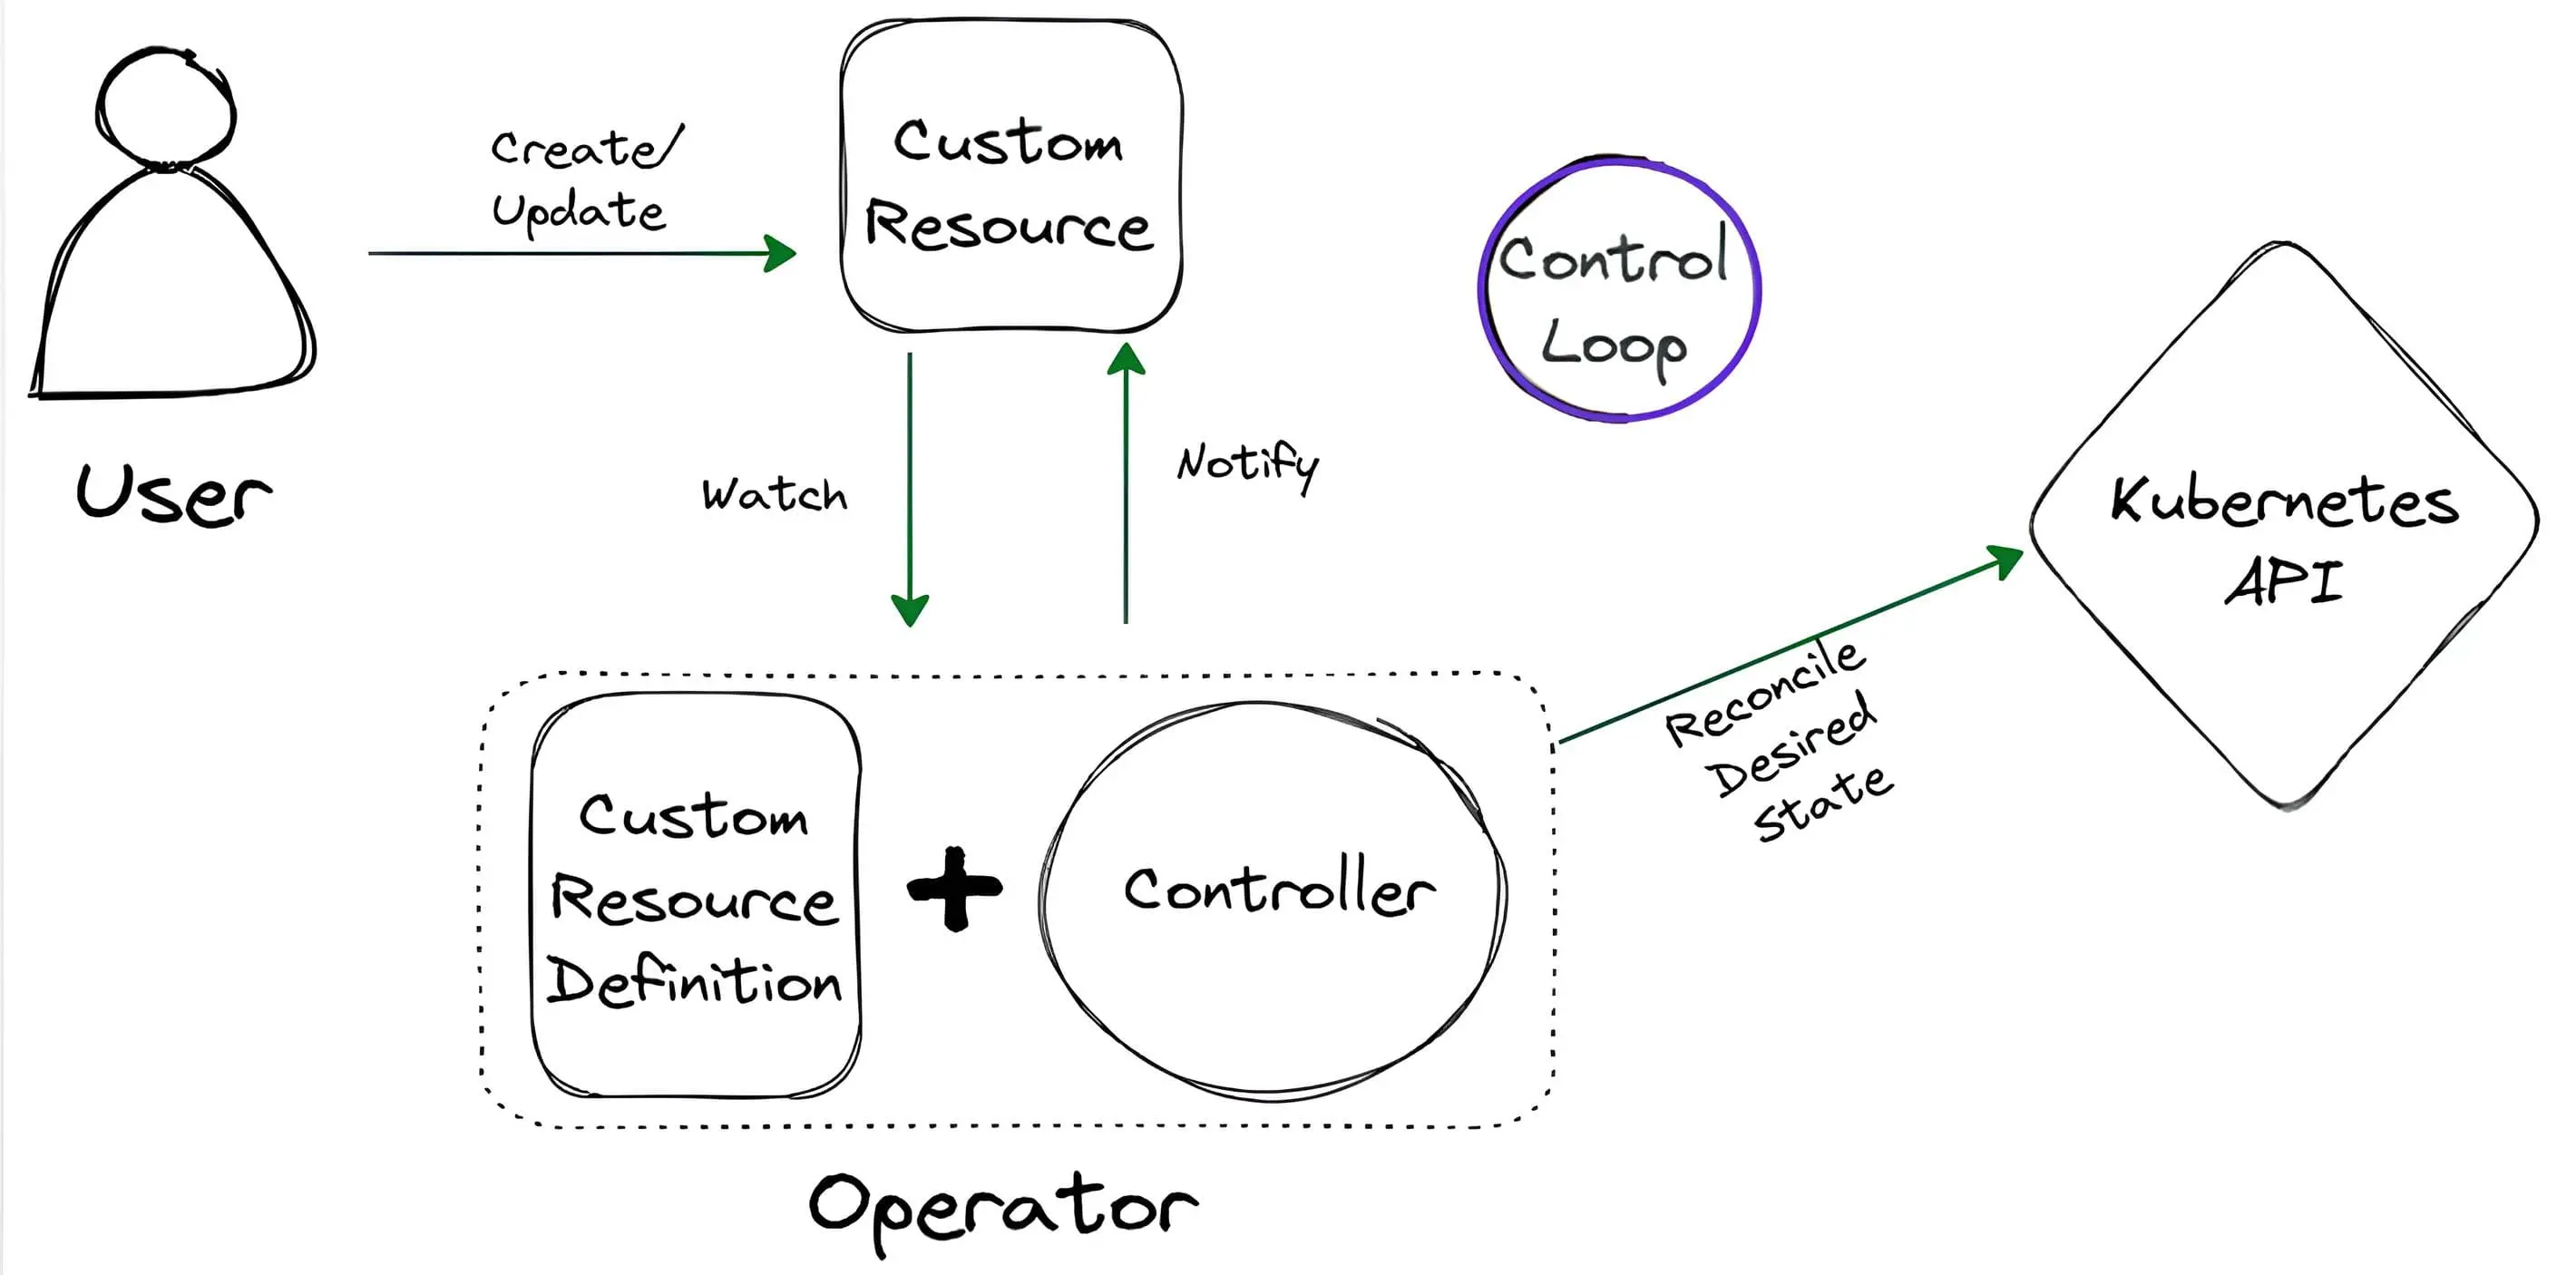 Create/
Update
Custom
Resource
Control
Loop
User
Watch
Notify
Kubernetes
API
Reconcile
Desired
State
Custom
Resource
Definition
+
Controller
Operator